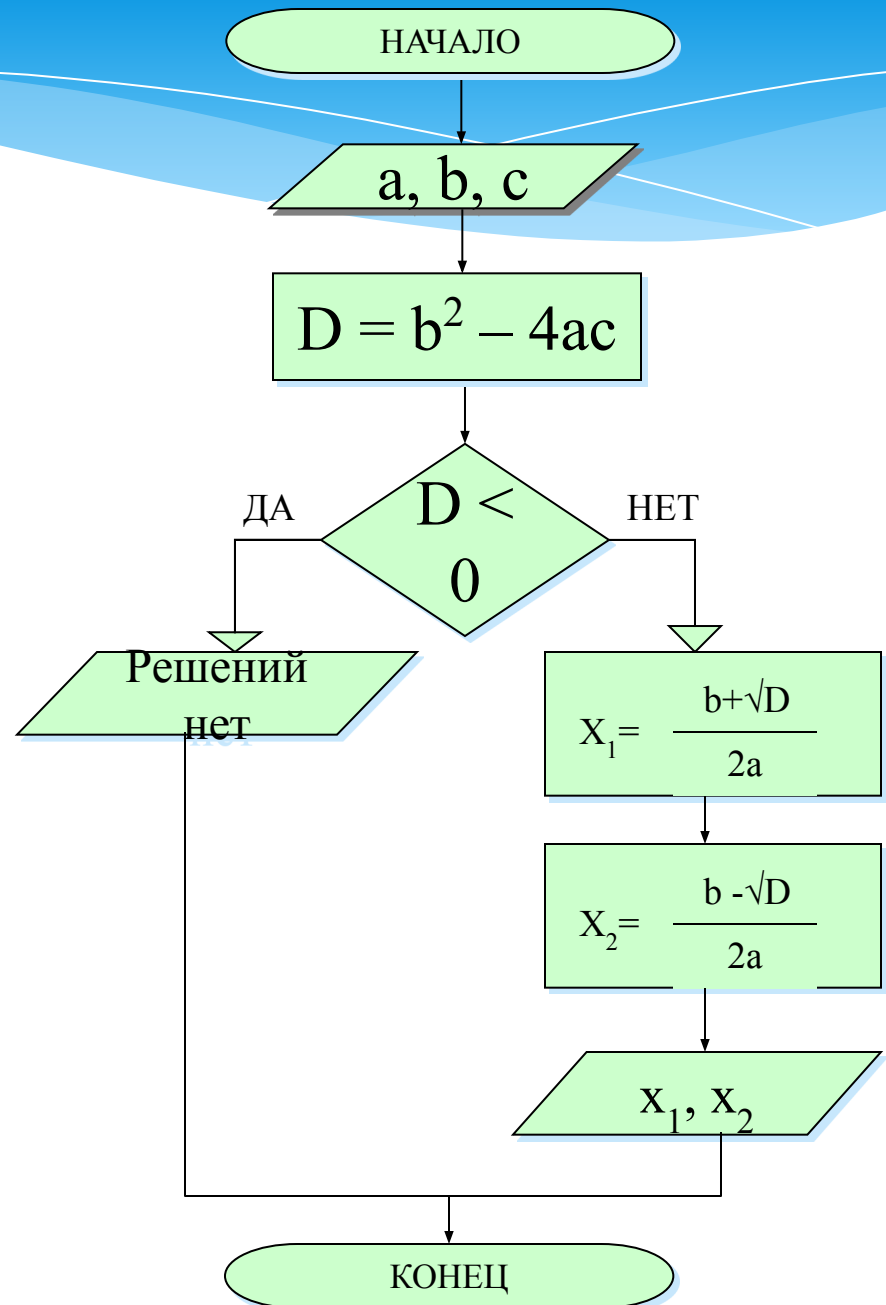 НАЧАЛО
a, b, c
D = b² – 4ac
D <
0
ДА
НЕТ
Решений
нет
X₁=
b+√D
2a
X₂=
b -√D
2a
x₁, x₂
КОНЕЦ